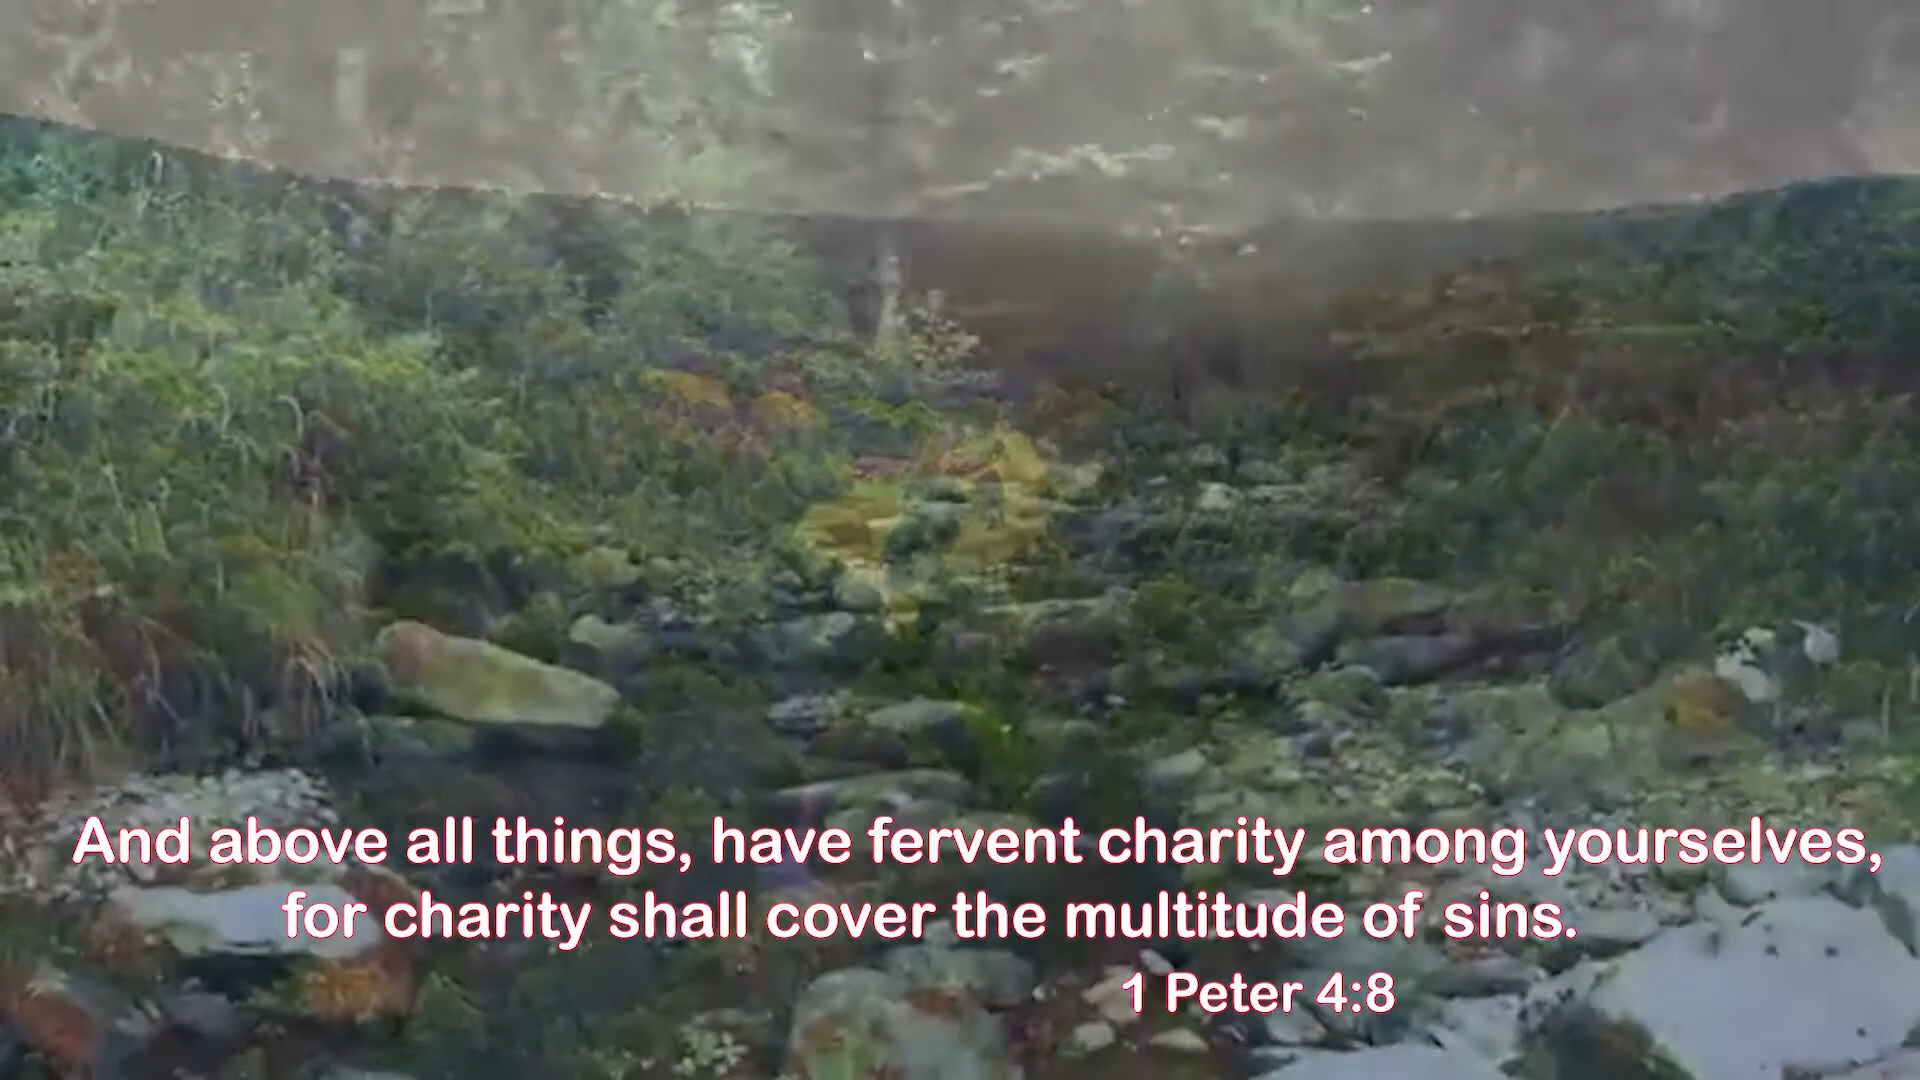 And above all things, have fervent charity among yourselves,
for charity shall cover the multitude of sins.
1 Peter 4:8